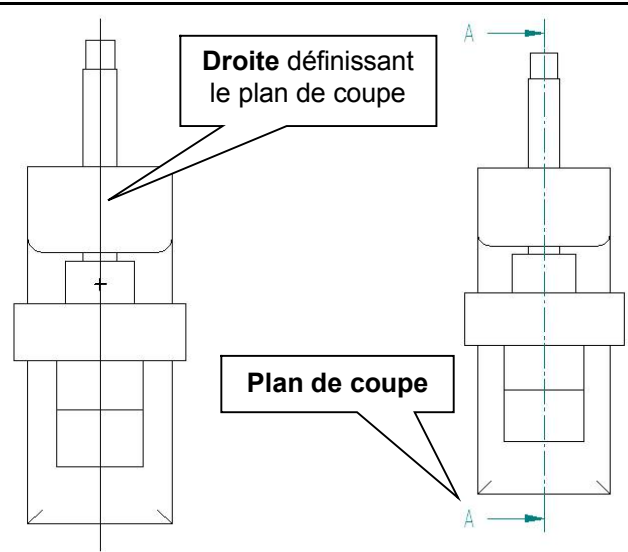 A
Droite définissant
le plan de coupe
Plan de coupe
A